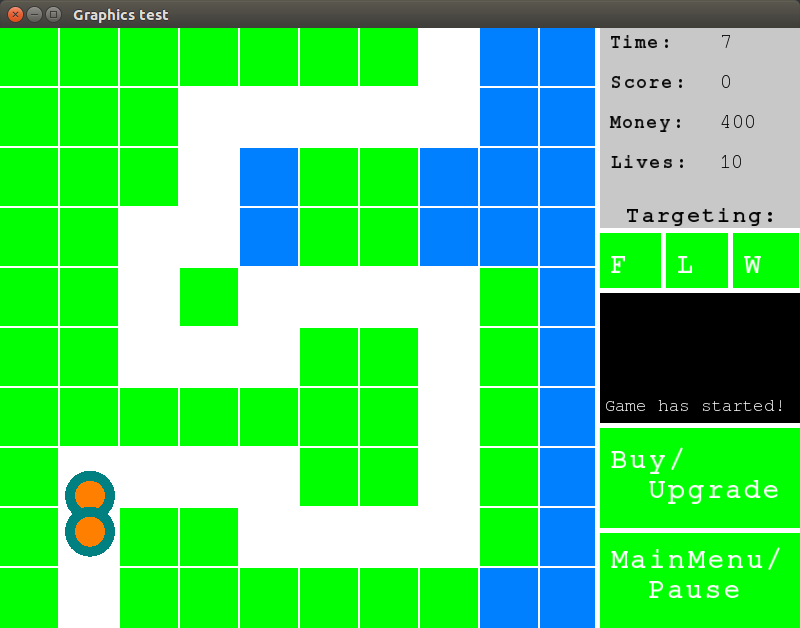 Graphics test
Time: 7
Score: 0
Money: 400
Lives: 10
Targeting:
F L W
Game has started!
Buy/
Upgrade
MainMenu/
Pause